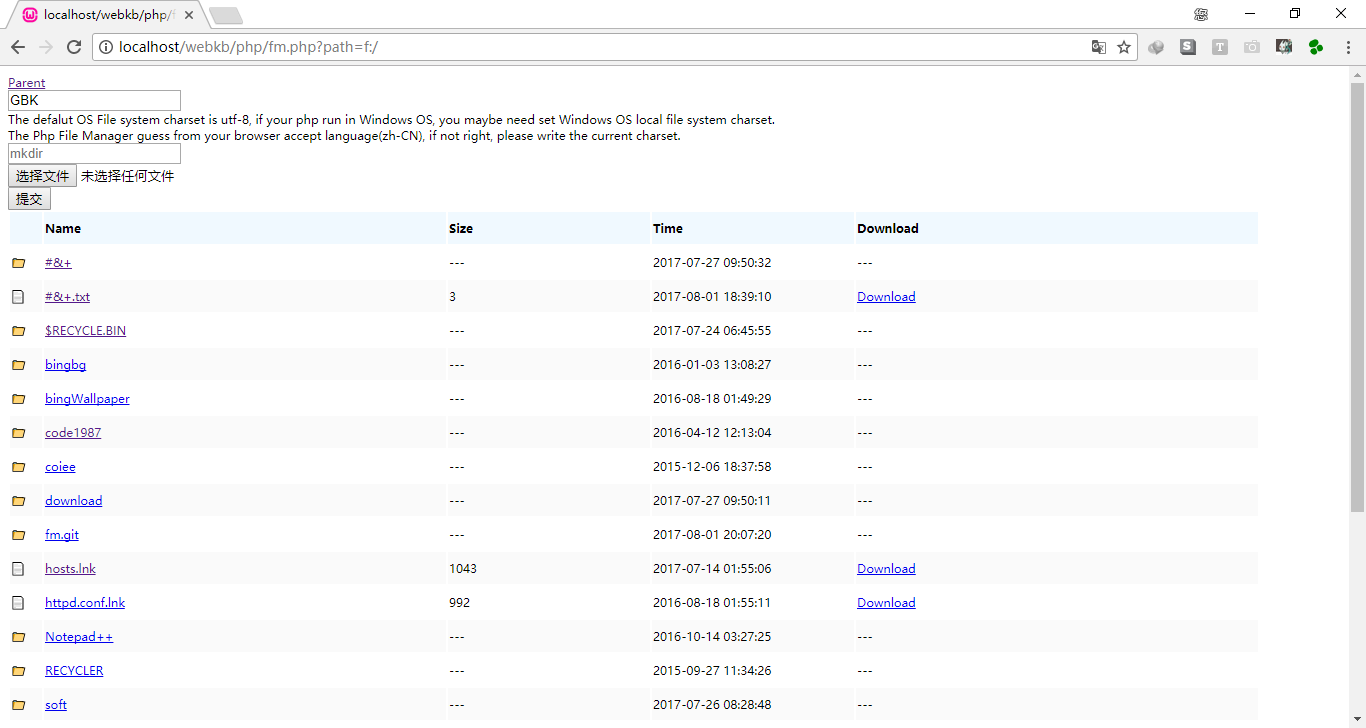 localhost/webkb/php/f
您
localhost/webkb/php/fm.php?path=f:/
S T
Parent
GBK
The defalut OS File system charset is utf-8, if your php run in Windows OS, you maybe need set Windows OS local file system charset.
The Php File Manager guess from your browser accept language(zh-CN), if not right, please write the current charset.
mkdir
选择文件 未选择任何文件
提交
Name Size Time Download
#&+ --- 2017-07-27 09:50:32 ---
#&+.txt 3 2017-08-01 18:39:10 Download
$RECYCLE.BIN --- 2017-07-24 06:45:55 ---
bingbg --- 2016-01-03 13:08:27 ---
bingWallpaper --- 2016-08-18 01:49:29 ---
code1987 --- 2016-04-12 12:13:04 ---
coiee --- 2015-12-06 18:37:58 ---
download --- 2017-07-27 09:50:11 ---
fm.git --- 2017-08-01 20:07:20 ---
hosts.lnk 1043 2017-07-14 01:55:06 Download
httpd.conf.lnk 992 2016-08-18 01:55:11 Download
Notepad++ --- 2016-10-14 03:27:25 ---
RECYCLER --- 2015-09-27 11:34:26 ---
soft --- 2017-07-26 08:28:48 ---